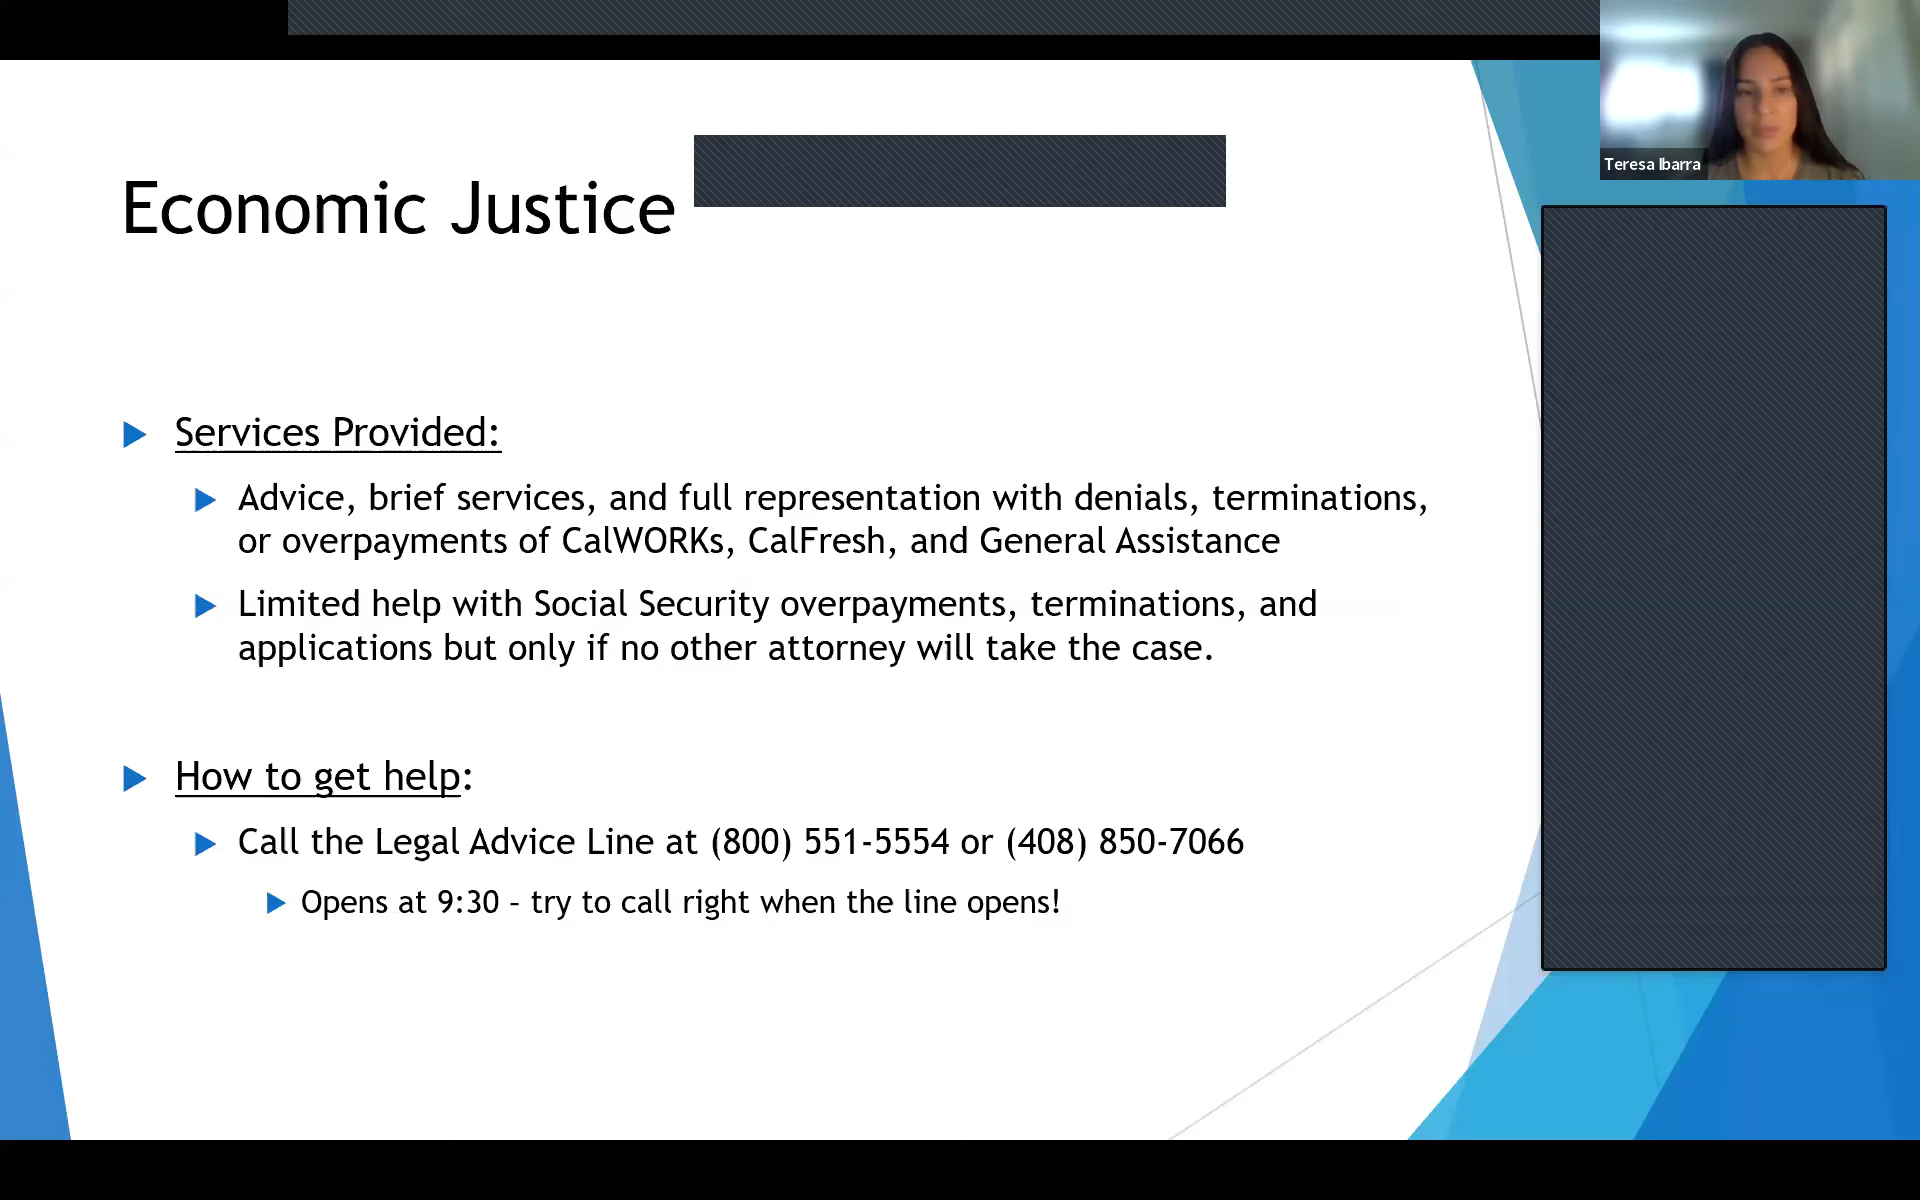 Teresa Ibarra
Economic Justice
Services Provided:
Advice, brief services, and full representation with denials, terminations,
or overpayments of CalWORKs, CalFresh, and General Assistance
Limited help with Social Security overpayments, terminations, and
applications but only if no other attorney will take the case.
How to get help:
Call the Legal Advice Line at (800) 551-5554 or (408) 850-7066
Opens at 9:30 – try to call right when the line opens!